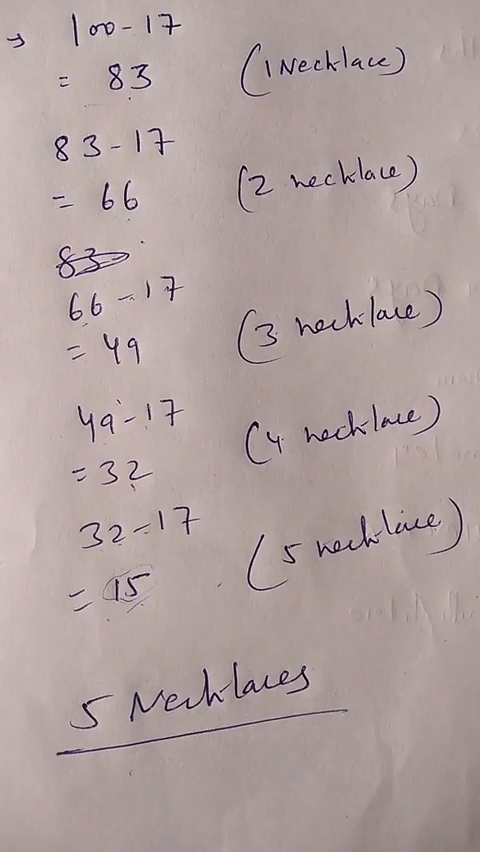 → 100-17
= 83 (1 Necklace)
83-17
= 66 (2 necklace)
83
66-17
= 49 (3 necklace)
49-17
= 32 (4 necklace)
32-17
= 15 (5 necklace)
5 Necklaces